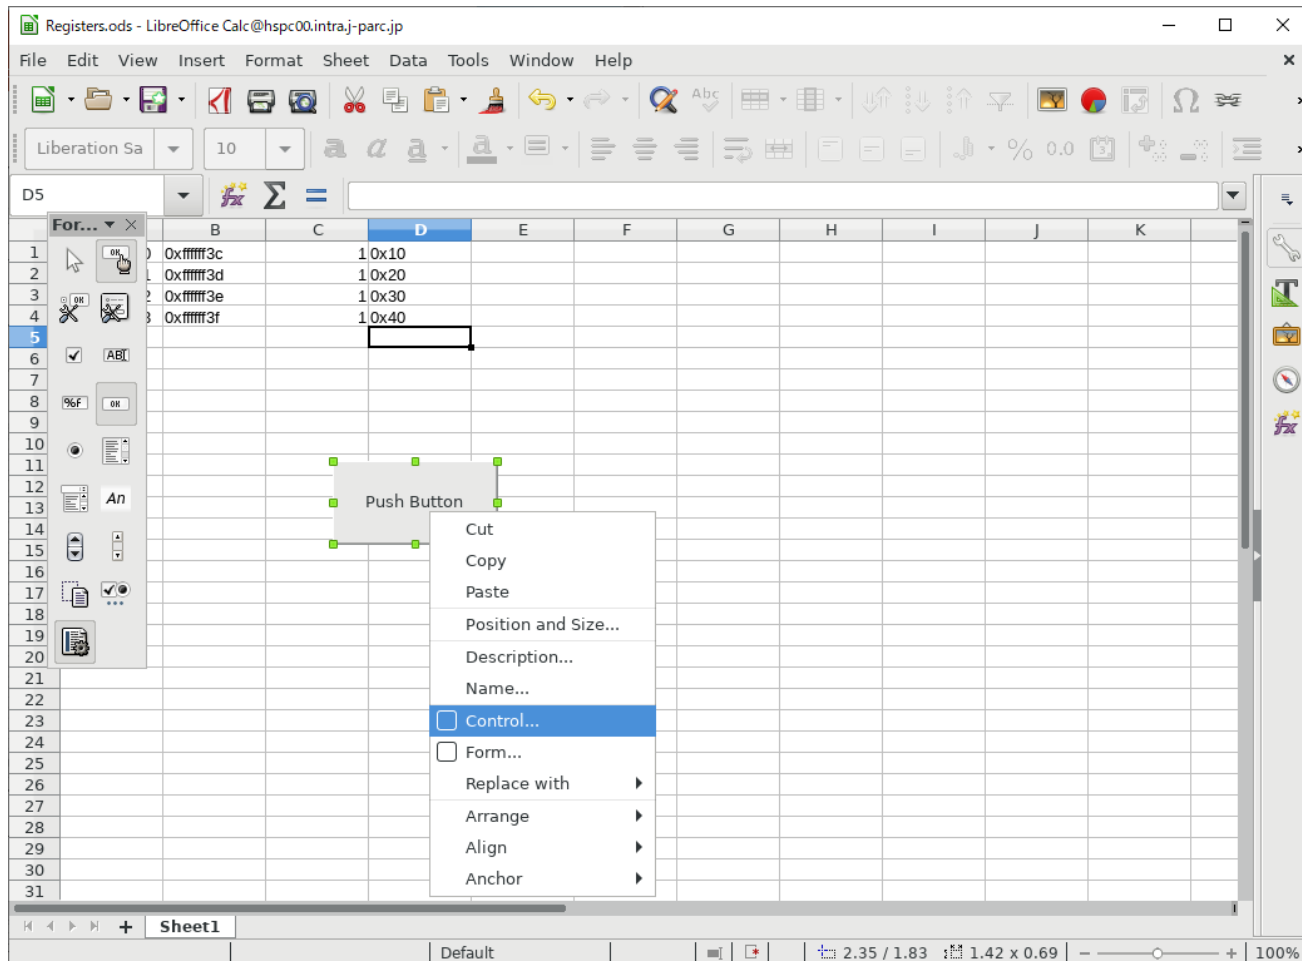 Registers.ods - LibreOffice Calc@hspc00.intra.j-parc.jp
File Edit View Insert Format Sheet Data Tools Window Help
Liberation Sa 10
D5
For...
B C D E F G H I J K
1 0 0xffffff3c 1 0x10
2 1 0xffffff3d 1 0x20
3 2 0xffffff3e 1 0x30
4 3 0xffffff3f 1 0x40
5
6
7
8
9
10
11
12
13
14
15
16
17
18
19
20
21
22
23
24
25
26
27
28
29
30
31
Push Button
Cut
Copy
Paste
Position and Size...
Description...
Name...
Control...
Form...
Replace with
Arrange
Align
Anchor
Sheet1
Default 2.35 / 1.83 1.42 x 0.69 100%